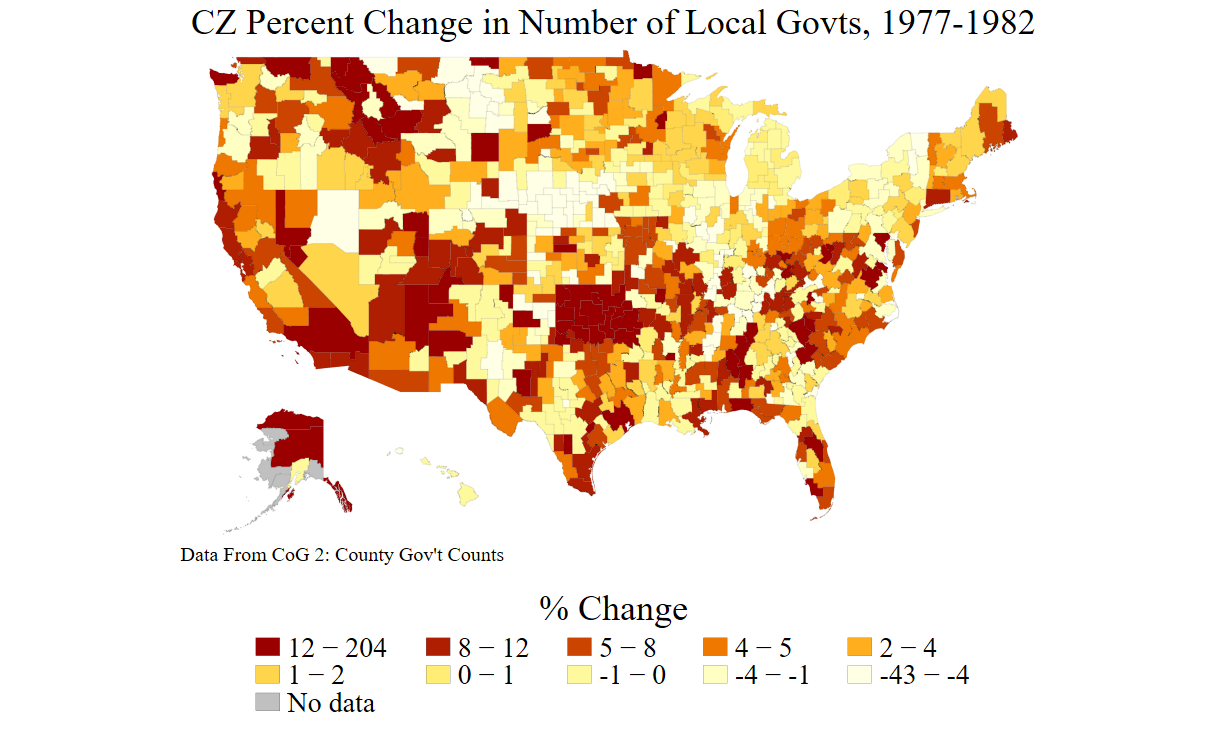 CZ Percent Change in Number of Local Govts, 1977-1982
Data From CoG 2: County Gov't Counts
% Change
12 − 204 8 − 12 5 − 8 4 − 5 2 − 4
1 − 2 0 − 1 -1 − 0 -4 − -1 -43 − -4
No data